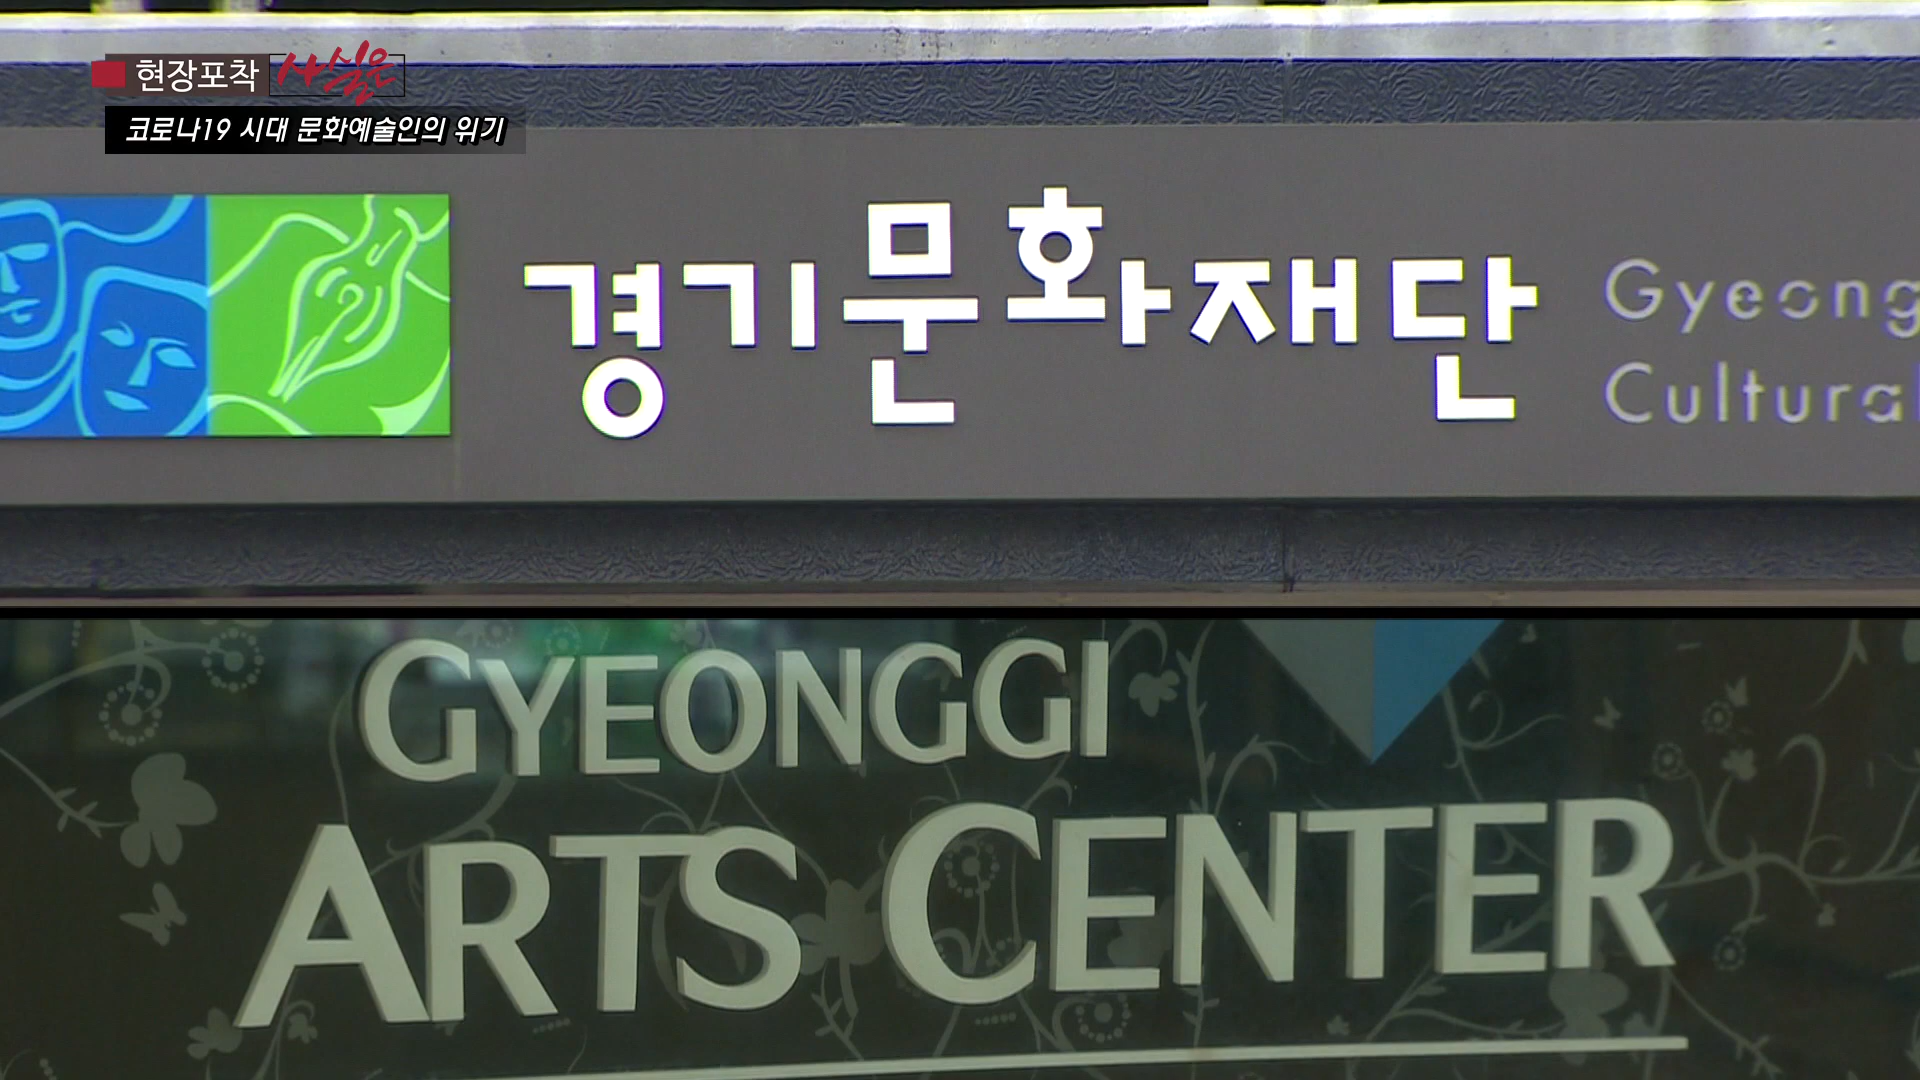 현장포착 사실은
코로나19 시대 문화예술인의 위기
경기문화재단
Gyeong
Cultural
GYEONGGI
ARTS CENTER